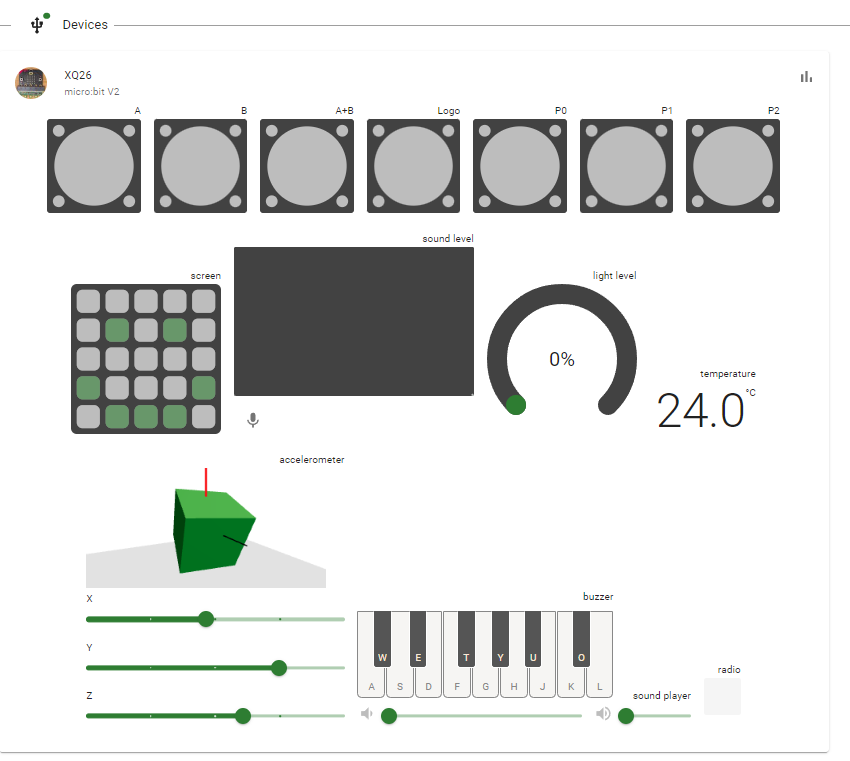 Devices
XQ26
micro:bit V2
A B A+B Logo P0 P1 P2
sound level
screen
light level
0%
temperature
24.0 °C
accelerometer
X
buzzer
Y
W E T Y U O
A S D F G H J K L
radio
Z
sound player